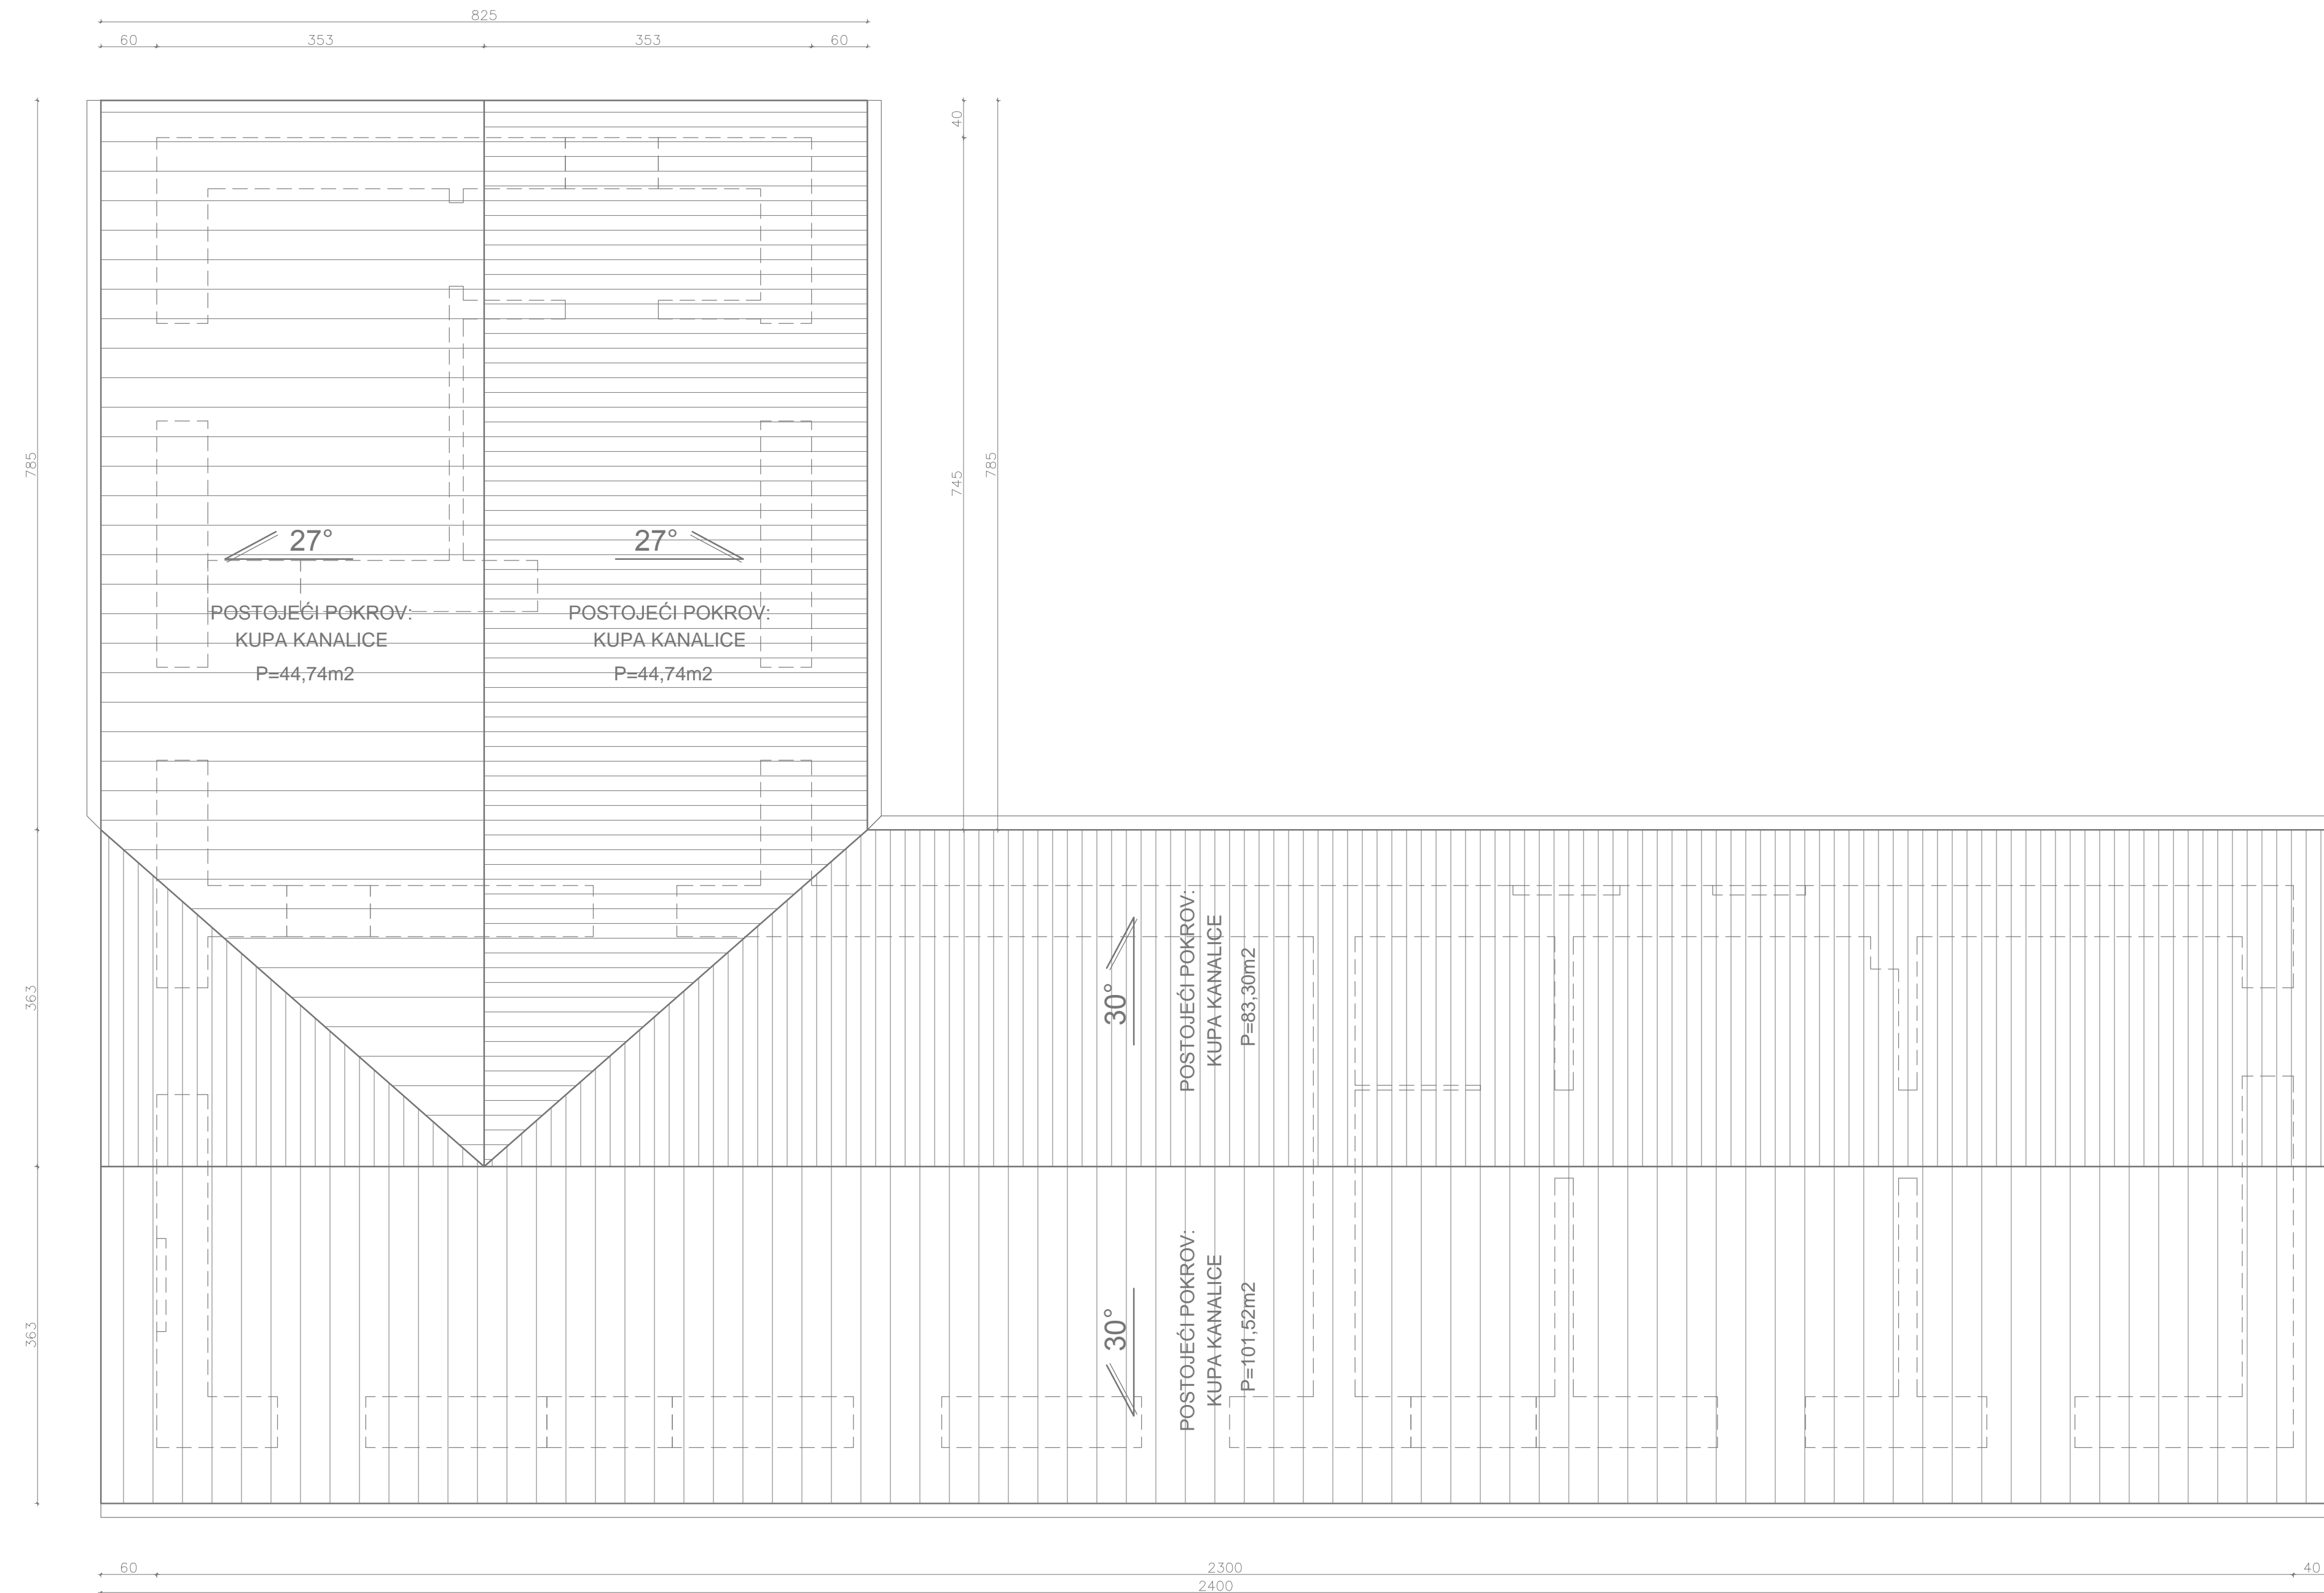 825
60 353 353 60
40
785
745
785
27° 27°
POSTOJEĆI POKROV:
KUPA KANALICE
P=44,74m2
POSTOJEĆI POKROV:
KUPA KANALICE
P=44,74m2
363
30°
POSTOJEĆI POKROV:
KUPA KANALICE
P=83,30m2
363
30°
POSTOJEĆI POKROV:
KUPA KANALICE
P=101,52m2
60 2300 40
2400